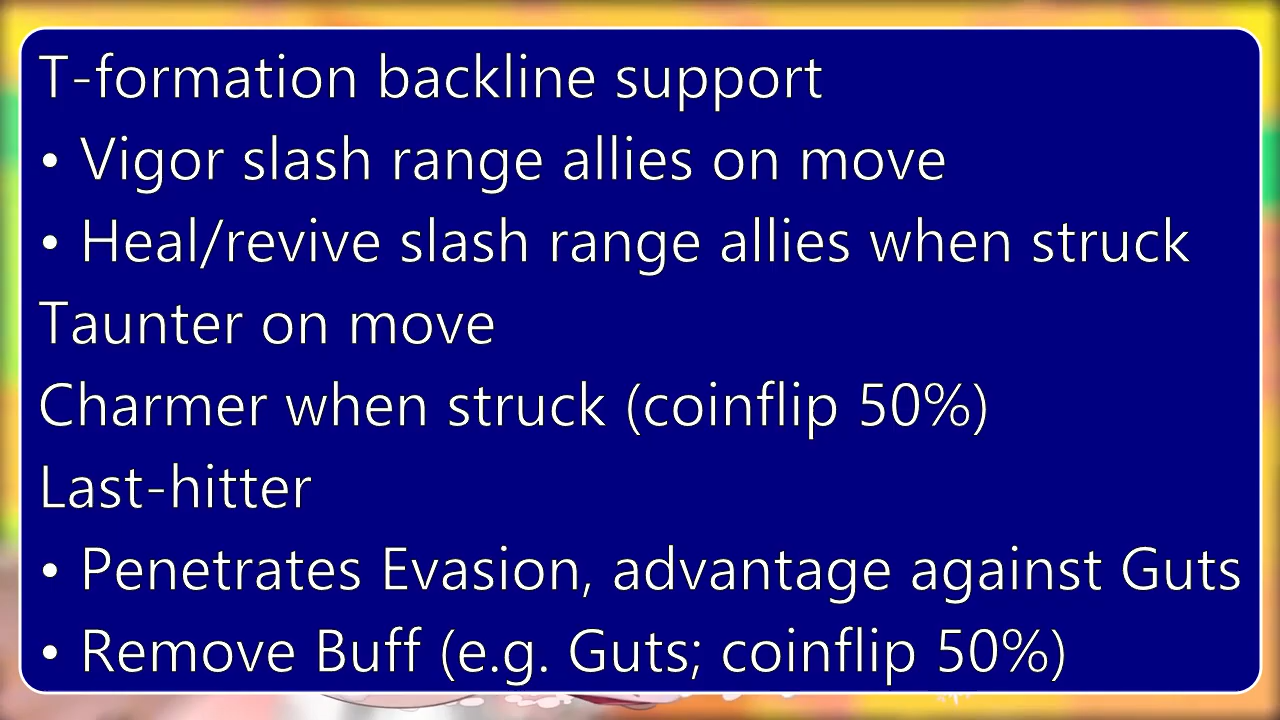 T-formation backline support
• Vigor slash range allies on move
• Heal/revive slash range allies when struck
Taunter on move
Charmer when struck (coinflip 50%)
Last-hitter
• Penetrates Evasion, advantage against Guts
• Remove Buff (e.g. Guts; coinflip 50%)